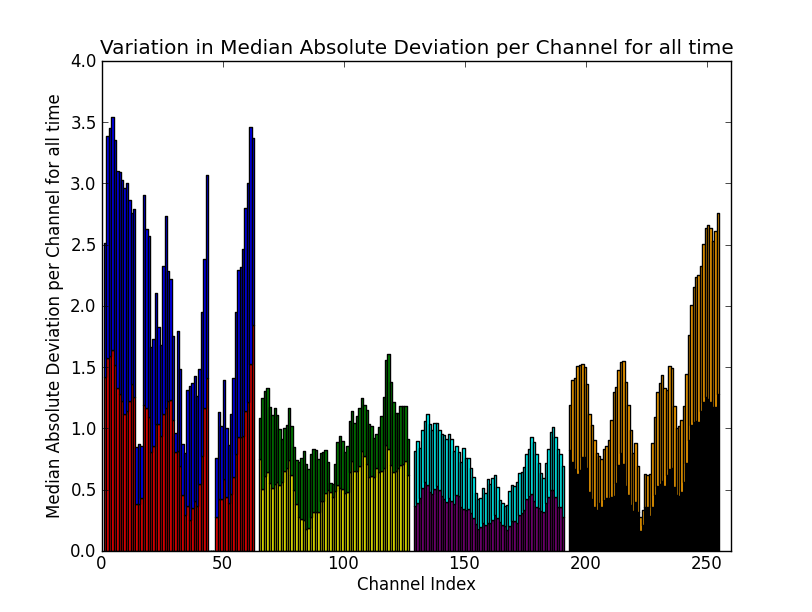 Variation in Median Absolute Deviation per Channel for all time
Median Absolute Deviation per Channel for all time
4.0
3.5
3.0
2.5
2.0
1.5
1.0
0.5
0.0
0 50 100 150 200 250
Channel Index